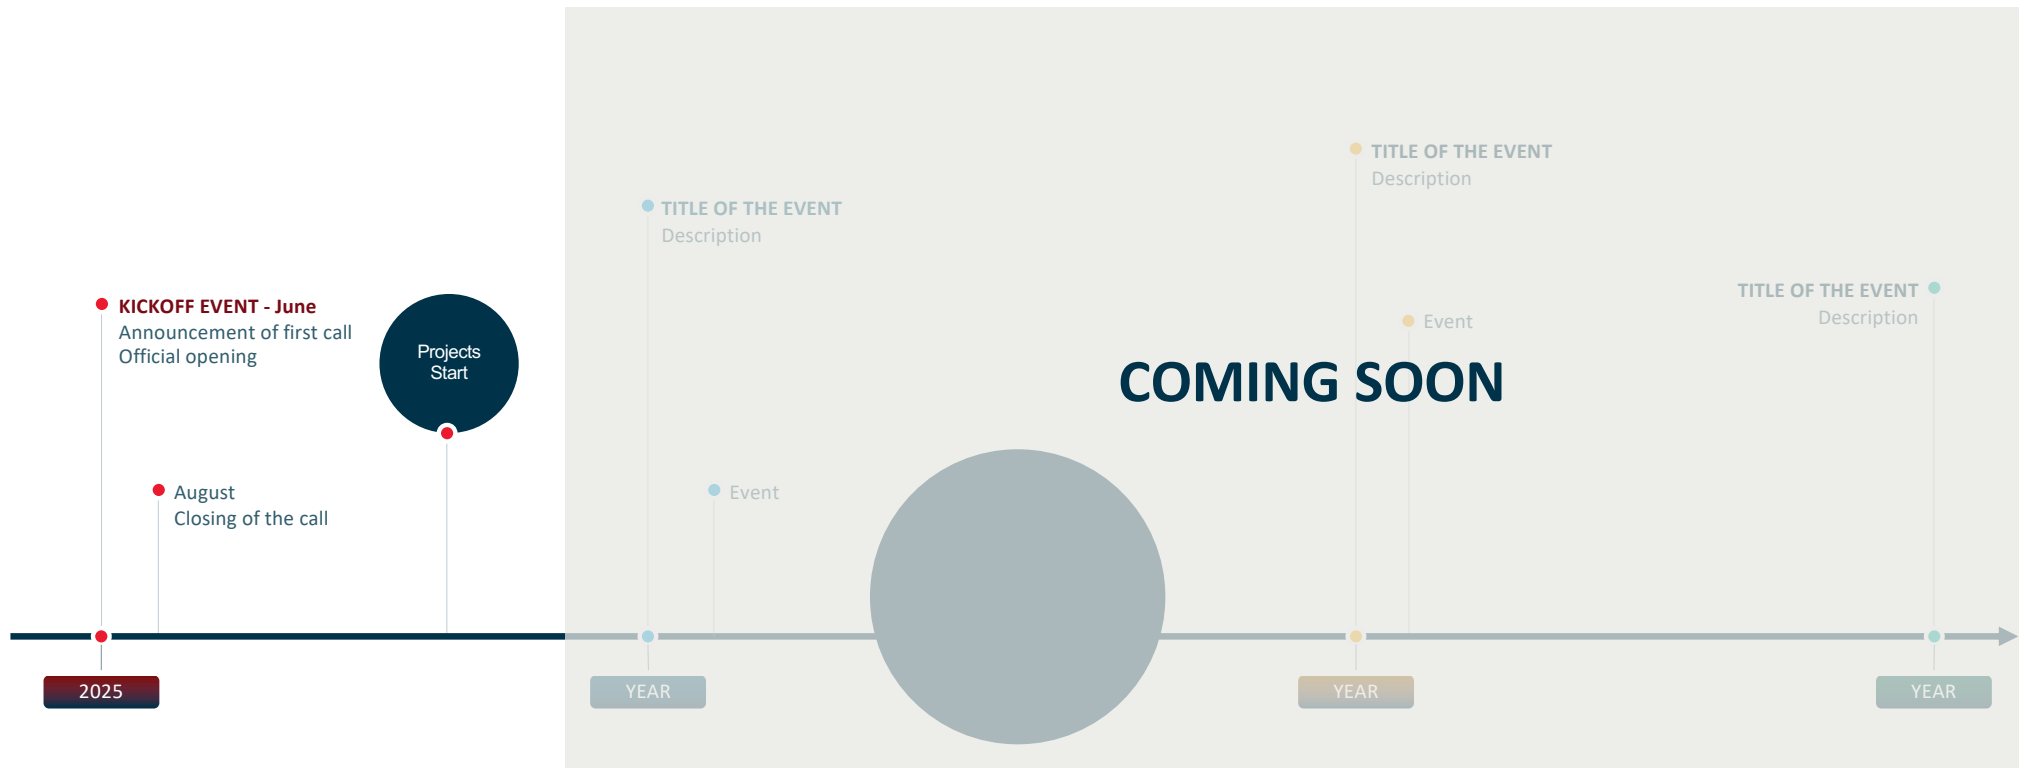 KICKOFF EVENT - June
Announcement of first call
Official opening
August
Closing of the call
Projects
Start
2025
TITLE OF THE EVENT
Description
Event
YEAR
COMING SOON
TITLE OF THE EVENT
Description
Event
YEAR
TITLE OF THE EVENT
Description
YEAR